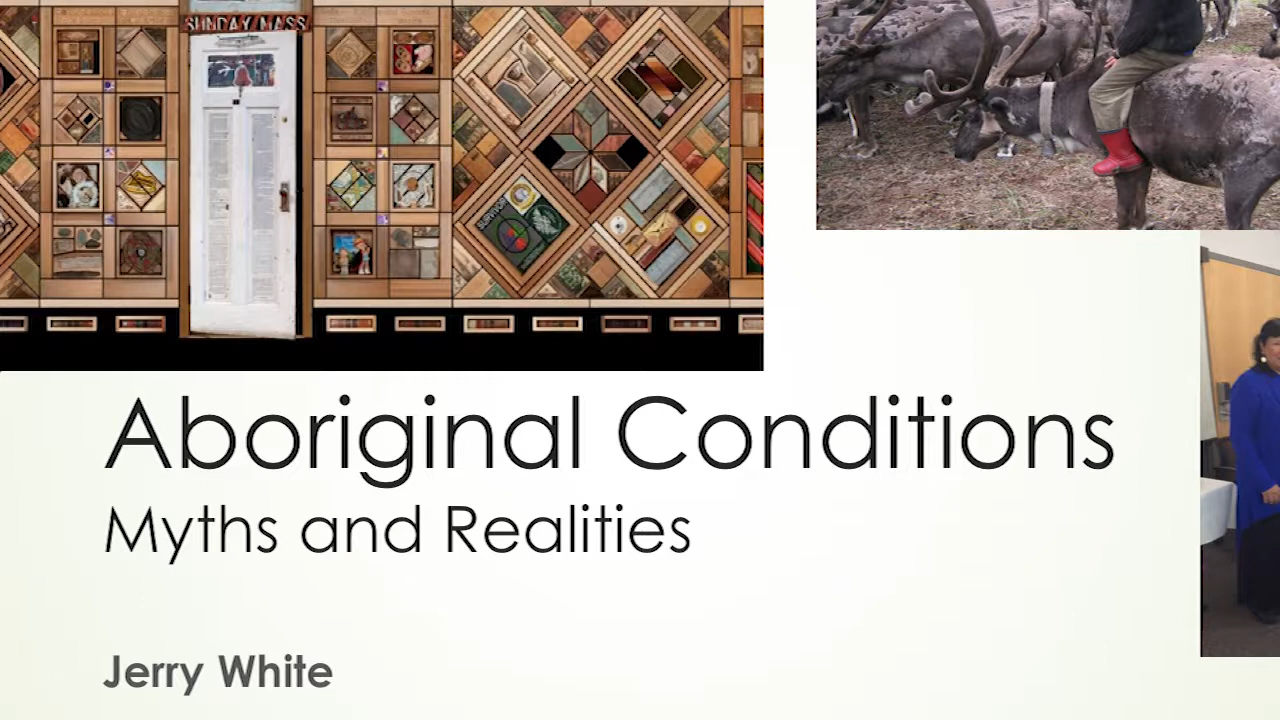 SUNDAY MASS
Aboriginal Conditions
Myths and Realities
Jerry White